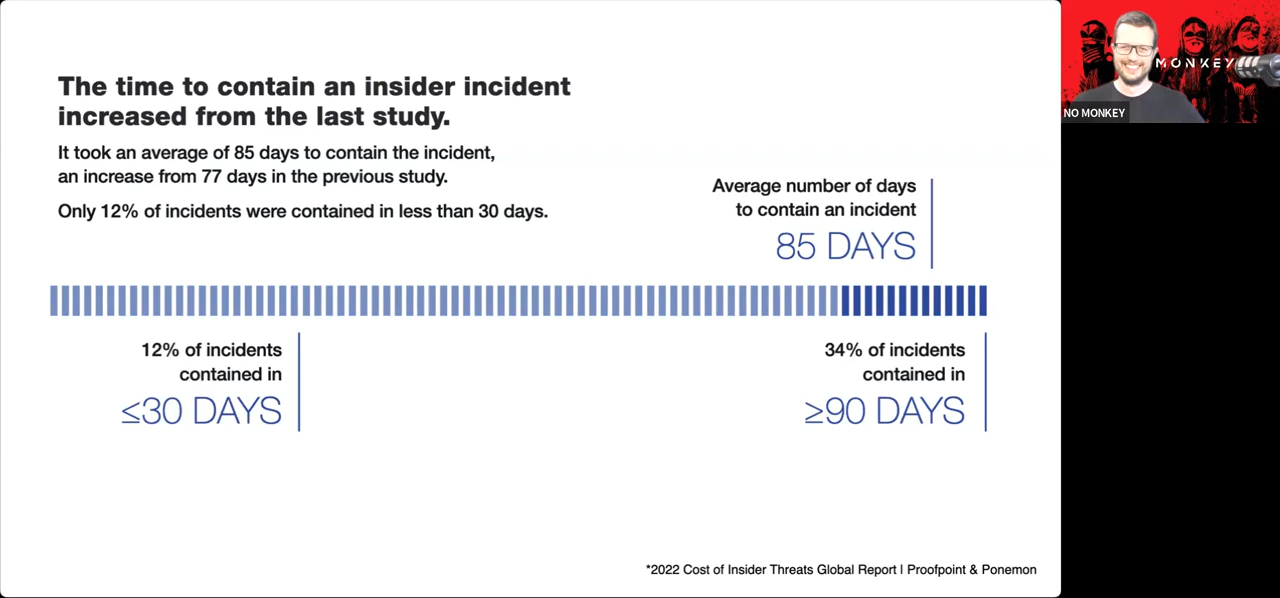 The time to contain an insider incident
increased from the last study.
It took an average of 85 days to contain the incident,
an increase from 77 days in the previous study.
Only 12% of incidents were contained in less than 30 days.
Average number of days
to contain an incident
85 DAYS
12% of incidents
contained in
≤30 DAYS
34% of incidents
contained in
≥90 DAYS
*2022 Cost of Insider Threats Global Report | Proofpoint & Ponemon
MONKEY
NO MONKEY